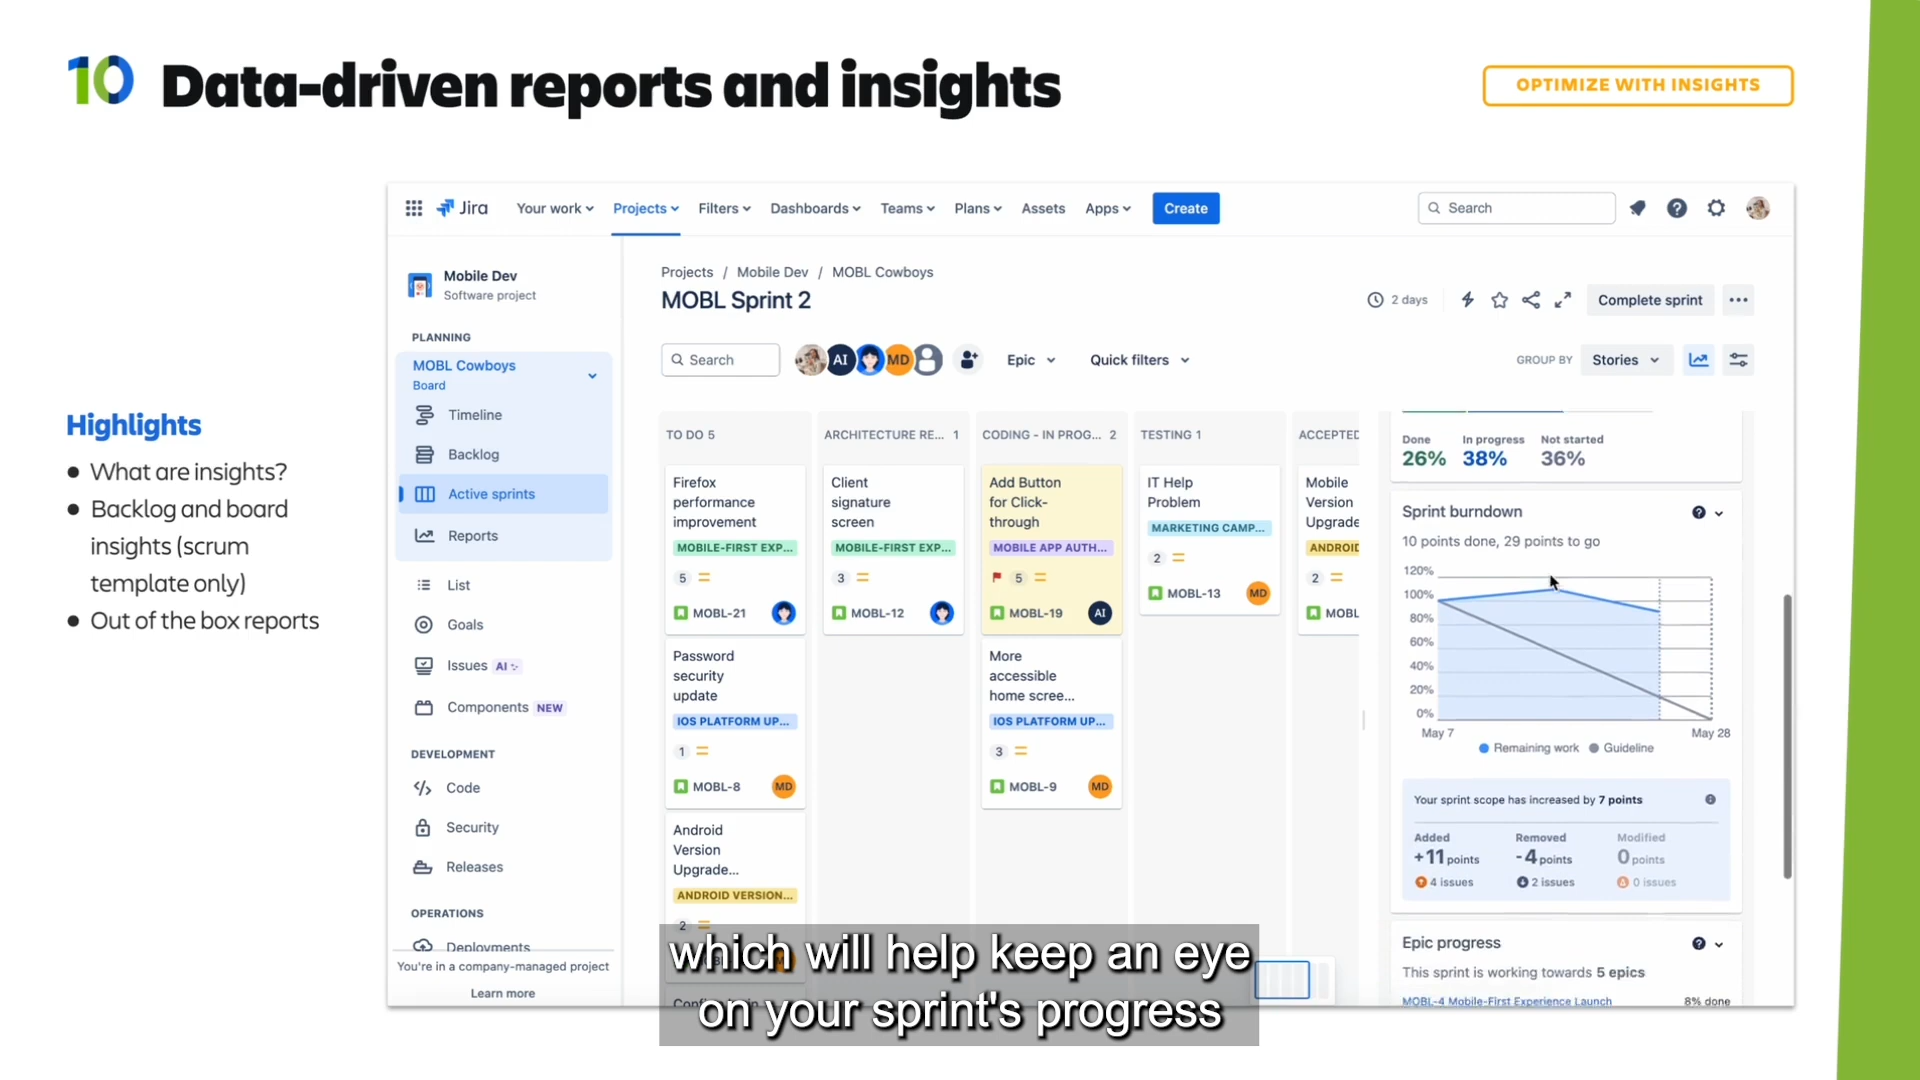 10 Data-driven reports and insights
OPTIMIZE WITH INSIGHTS
Highlights
What are insights?
Backlog and board
insights (scrum
template only)
Out of the box reports
Jira
Your work
Projects
Filters
Dashboards
Teams
Plans
Assets
Apps
Create
Search
Mobile Dev
Software project
PLANNING
MOBL Cowboys
Board
Timeline
Backlog
Active sprints
Reports
List
Goals
Issues AI
Components NEW
DEVELOPMENT
Code
Security
Releases
OPERATIONS
Deployments
You're in a company-managed project
Learn more
Projects / Mobile Dev / MOBL Cowboys
MOBL Sprint 2
2 days
Complete sprint
Search
AI
MD
Epic
Quick filters
GROUP BY
Stories
TO DO 5
Firefox
performance
improvement
MOBILE-FIRST EXP...
5
MOBL-21
Password
security
update
IOS PLATFORM UP...
1
MOBL-8 MD
Android
Version
Upgrade...
ANDROID VERSION...
2
ARCHITECTURE RE... 1
Client
signature
screen
MOBILE-FIRST EXP...
3
MOBL-12
CODING - IN PROG... 2
Add Button
for Click-
through
MOBILE APP AUTH...
5
MOBL-19 AI
More
accessible
home scree...
IOS PLATFORM UP...
3
MOBL-9 MD
TESTING 1
IT Help
Problem
MARKETING CAMP...
2
MOBL-13 MD
ACCEPTED
Mobile
Version
Upgrade
ANDROID
2
MOBL
Done In progress Not started
26% 38% 36%
Sprint burndown
10 points done, 29 points to go
120%
100%
80%
60%
40%
20%
0%
May 7 May 28
Remaining work Guideline
Your sprint scope has increased by 7 points
Added Removed Modified
+11 points -4 points 0 points
4 issues 2 issues 0 issues
Epic progress
This sprint is working towards 5 epics
MOBL-4 Mobile-First Experience Launch 8% done
which will help keep an eye
on your sprint's progress